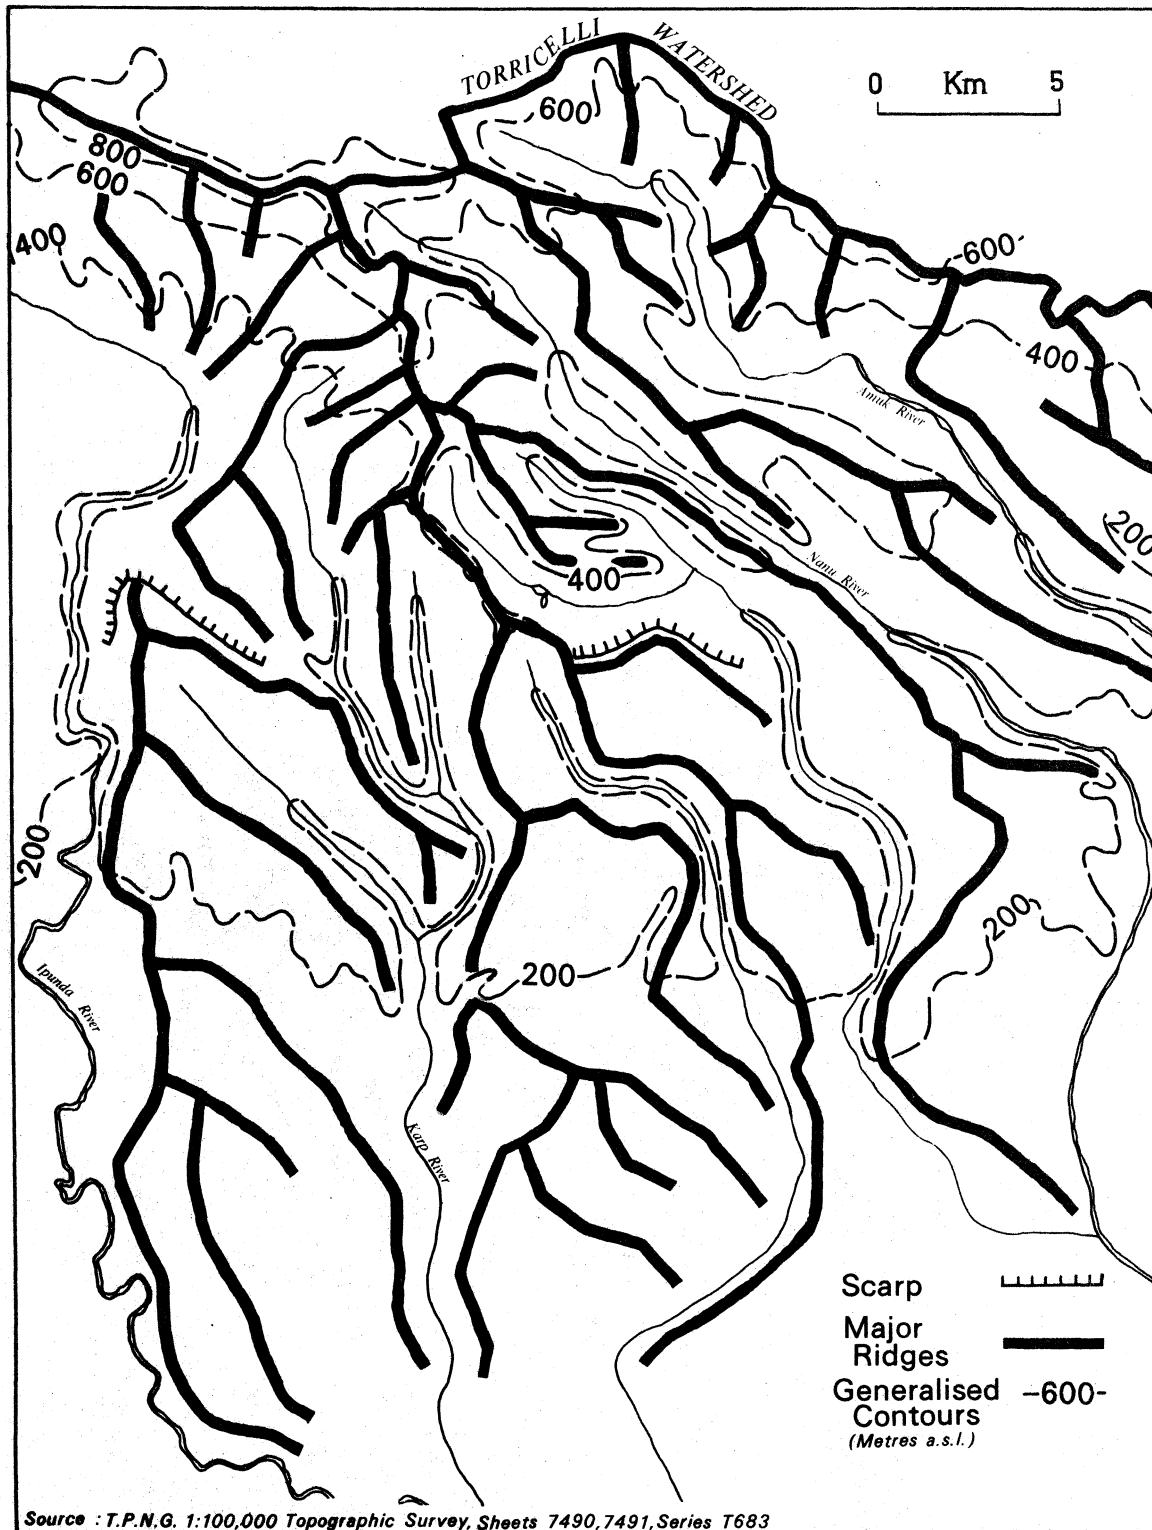 TORRICELLI WATERSHED
0 Km 5
600
800
600
400
-600-
400
Amuk River
200
400
Nanu River
200
200
200
Ipunda River
Karp River
Scarp
Major
Ridges
Generalised -600-
Contours
(Metres a.s.l.)
Source : T.P.N.G. 1:100,000 Topographic Survey, Sheets 7490,7491, Series T683